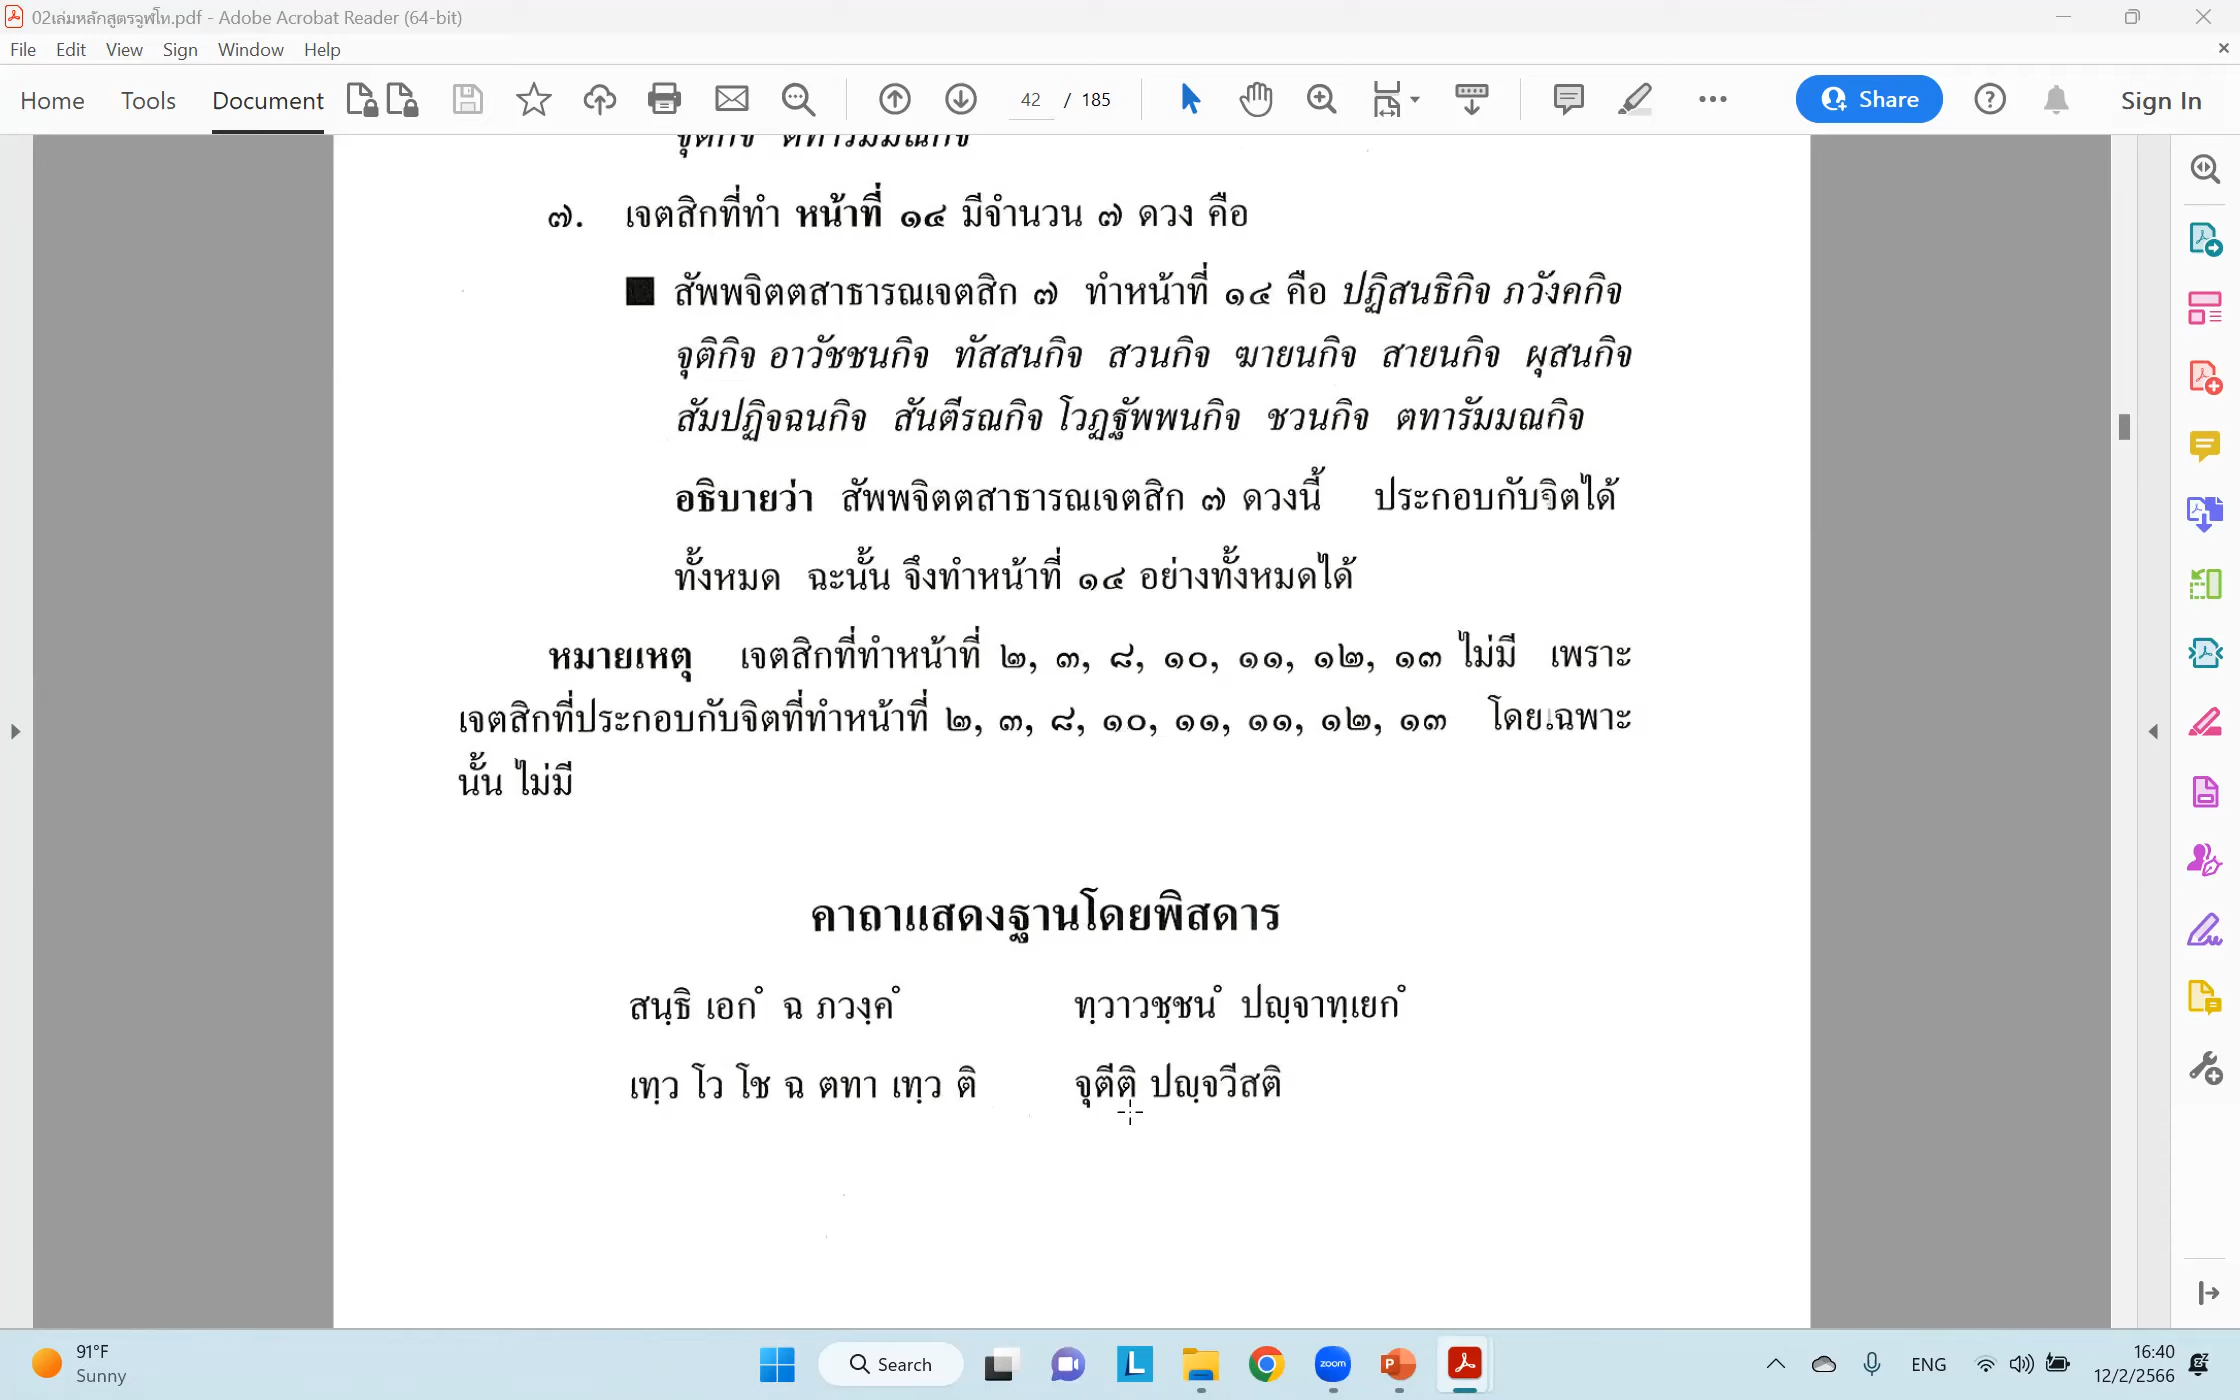 02เล่มหลักสูตรจูฬโท.pdf - Adobe Acrobat Reader (64-bit)
File Edit View Sign Window Help
Home Tools Document 42 / 185 Share Sign In
จุติกิจ ตทารัมมณกิจ
๗. เจตสิกที่ทำ หน้าที่ ๑๔ มีจำนวน ๗ ดวง คือ
สัพพจิตตสาธารณเจตสิก ๗ ทำหน้าที่ ๑๔ คือ ปฏิสนธิกิจ ภวังคกิจ
จุติกิจ อาวัชชนกิจ ทัสสนกิจ สวนกิจ ฆายนกิจ สายนกิจ ผุสนกิจ
สัมปฏิจฉนกิจ สันตีรณกิจ โวฏฐัพพนกิจ ชวนกิจ ตทารัมมณกิจ
อธิบายว่า สัพพจิตตสาธารณเจตสิก ๗ ดวงนี้ ประกอบกับจิตได้
ทั้งหมด ฉะนั้น จึงทำหน้าที่ ๑๔ อย่างทั้งหมดได้
หมายเหตุ เจตสิกที่ทำหน้าที่ ๒, ๓, ๘, ๑๐, ๑๑, ๑๒, ๑๓ ไม่มี เพราะ
เจตสิกที่ประกอบกับจิตที่ทำหน้าที่ ๒, ๓, ๘, ๑๐, ๑๑, ๑๑, ๑๒, ๑๓ โดยเฉพาะ
นั้น ไม่มี
คาถาแสดงฐานโดยพิสดาร
สนฺธิ เอกํ ฉ ภวงฺคํ ทฺวาวชฺชนํ ปญฺจาทฺเยกํ
เทฺว โว โช ฉ ตทา เทฺว ติ จุตีติ ปญฺจวีสติ
91°F
Sunny
Search
zoom
ENG
16:40
12/2/2566